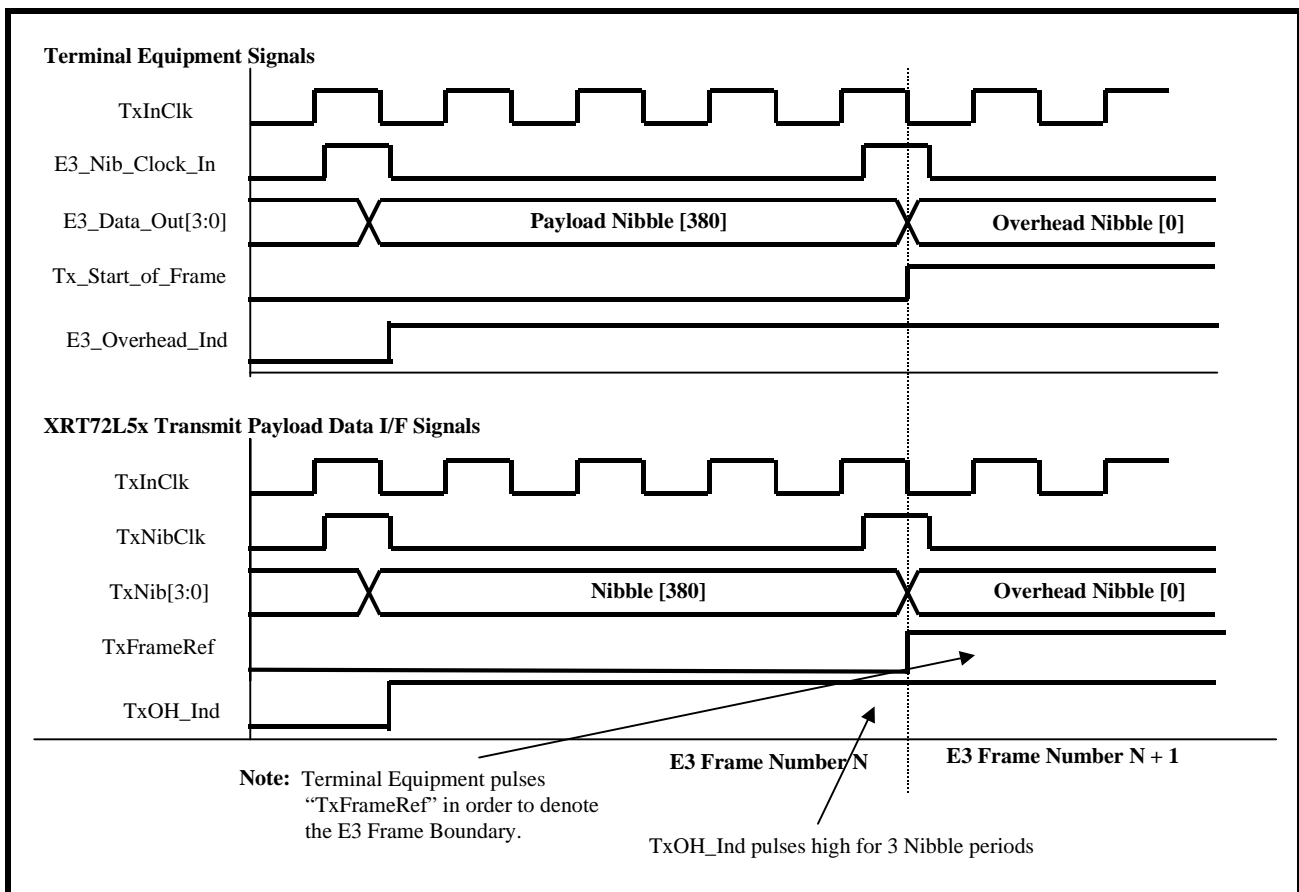 Terminal Equipment Signals
TxInClk
E3_Nib_Clock_In
E3_Data_Out[3:0]
Payload Nibble [380]
Overhead Nibble [0]
Tx_Start_of_Frame
E3_Overhead_Ind
XRT72L5x Transmit Payload Data I/F Signals
TxInClk
TxNibClk
TxNib[3:0]
Nibble [380]
Overhead Nibble [0]
TxFrameRef
TxOH_Ind
E3 Frame Number N
E3 Frame Number N + 1
Note: Terminal Equipment pulses
“TxFrameRef” in order to denote
the E3 Frame Boundary.
TxOH_Ind pulses high for 3 Nibble periods